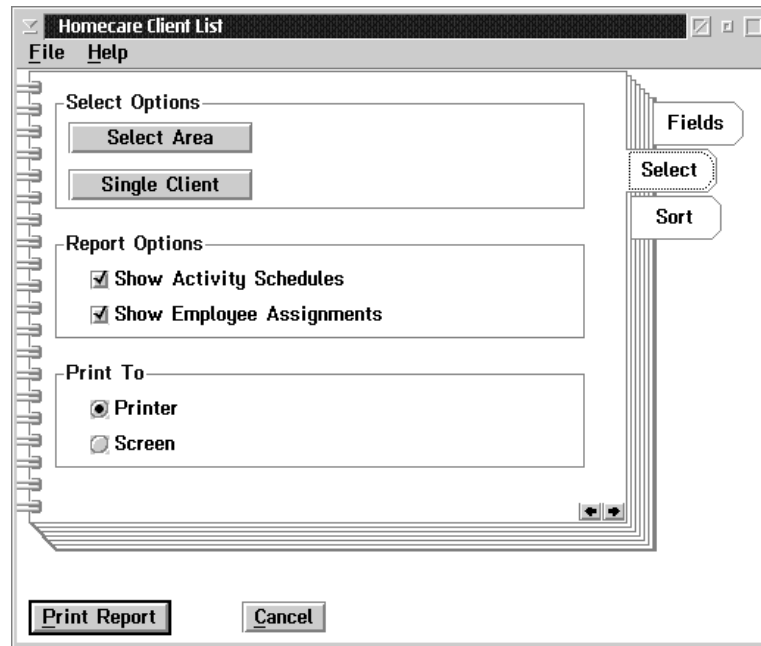 Homecare Client List
File Help
Fields
Select Options
Select Area
Select
Single Client
Sort
Report Options
Show Activity Schedules
Show Employee Assignments
Print To
Printer
Screen
Print Report Cancel